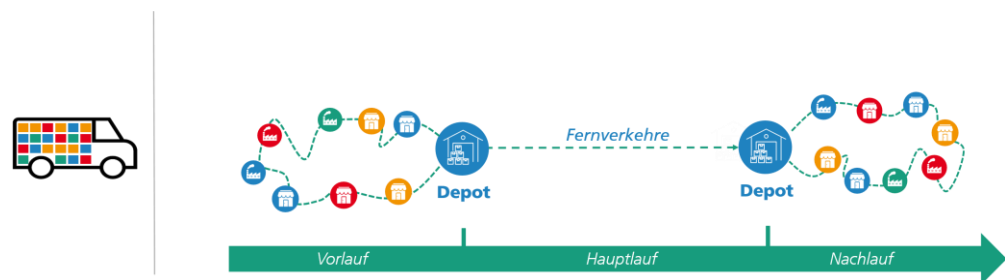 Fernverkehre
Depot
Depot
Vorlauf
Hauptlauf
Nachlauf